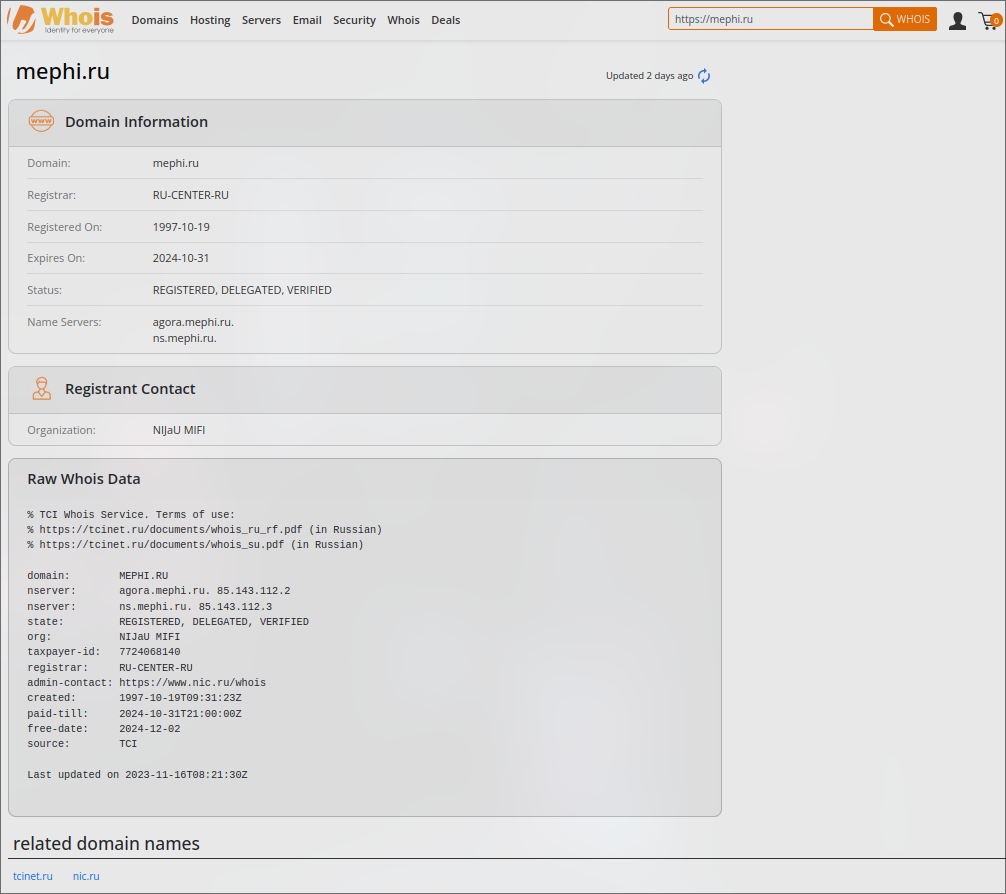 Whois
Identity for everyone
Domains Hosting Servers Email Security Whois Deals
https://mephi.ru WHOIS 0
mephi.ru
Updated 2 days ago
www Domain Information
Domain: mephi.ru
Registrar: RU-CENTER-RU
Registered On: 1997-10-19
Expires On: 2024-10-31
Status: REGISTERED, DELEGATED, VERIFIED
Name Servers: agora.mephi.ru.
ns.mephi.ru.
Registrant Contact
Organization: NIJaU MIFI
Raw Whois Data
% TCI Whois Service. Terms of use:
% https://tcinet.ru/documents/whois_ru_rf.pdf (in Russian)
% https://tcinet.ru/documents/whois_su.pdf (in Russian)
domain: MEPHI.RU
nserver: agora.mephi.ru. 85.143.112.2
nserver: ns.mephi.ru. 85.143.112.3
state: REGISTERED, DELEGATED, VERIFIED
org: NIJaU MIFI
taxpayer-id: 7724068140
registrar: RU-CENTER-RU
admin-contact: https://www.nic.ru/whois
created: 1997-10-19T09:31:23Z
paid-till: 2024-10-31T21:00:00Z
free-date: 2024-12-02
source: TCI
Last updated on 2023-11-16T08:21:30Z
related domain names
tcinet.ru nic.ru